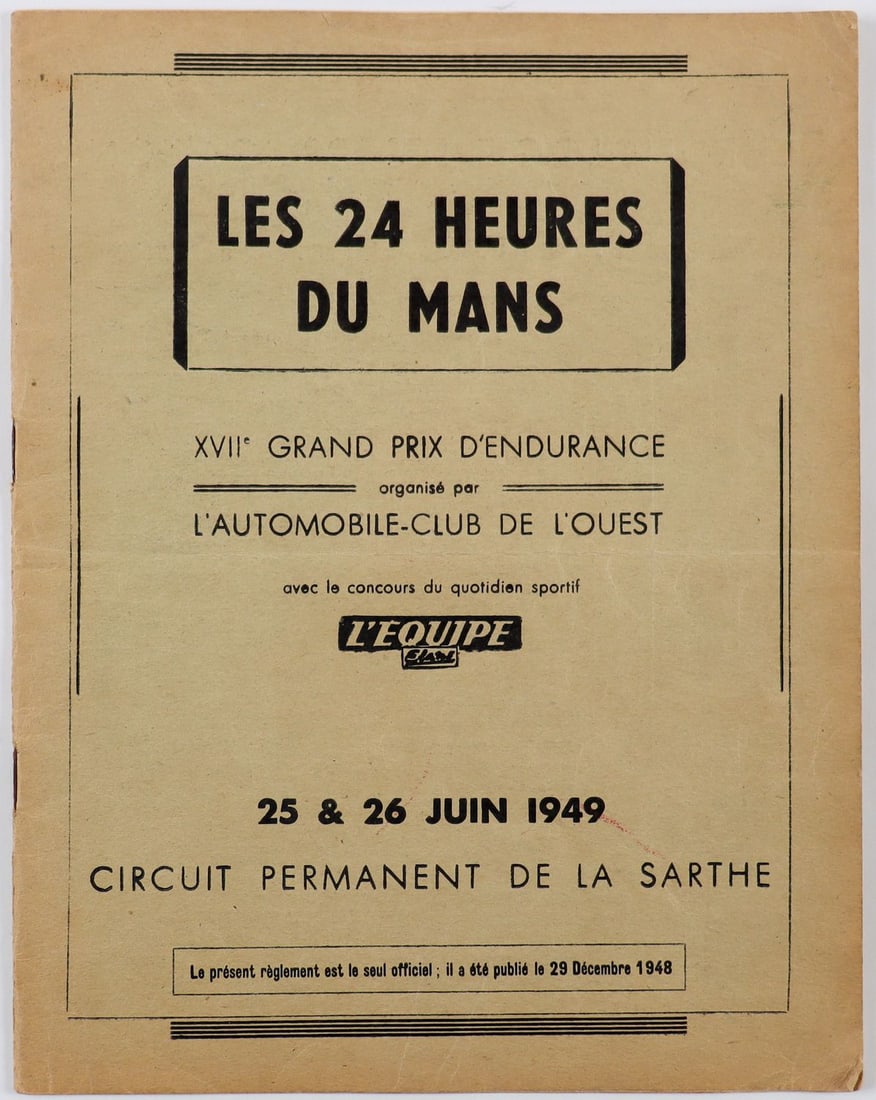 LES 24 HEURES
DU MANS
XVIIe GRAND PRIX D'ENDURANCE
organisé par
L'AUTOMOBILE-CLUB DE L'OUEST
avec le concours du quotidien sportif
L'EQUIPE
Elans
25 & 26 JUIN 1949
CIRCUIT PERMANENT DE LA SARTHE
Le présent règlement est le seul officiel ; il a été publié le 29 Décembre 1948